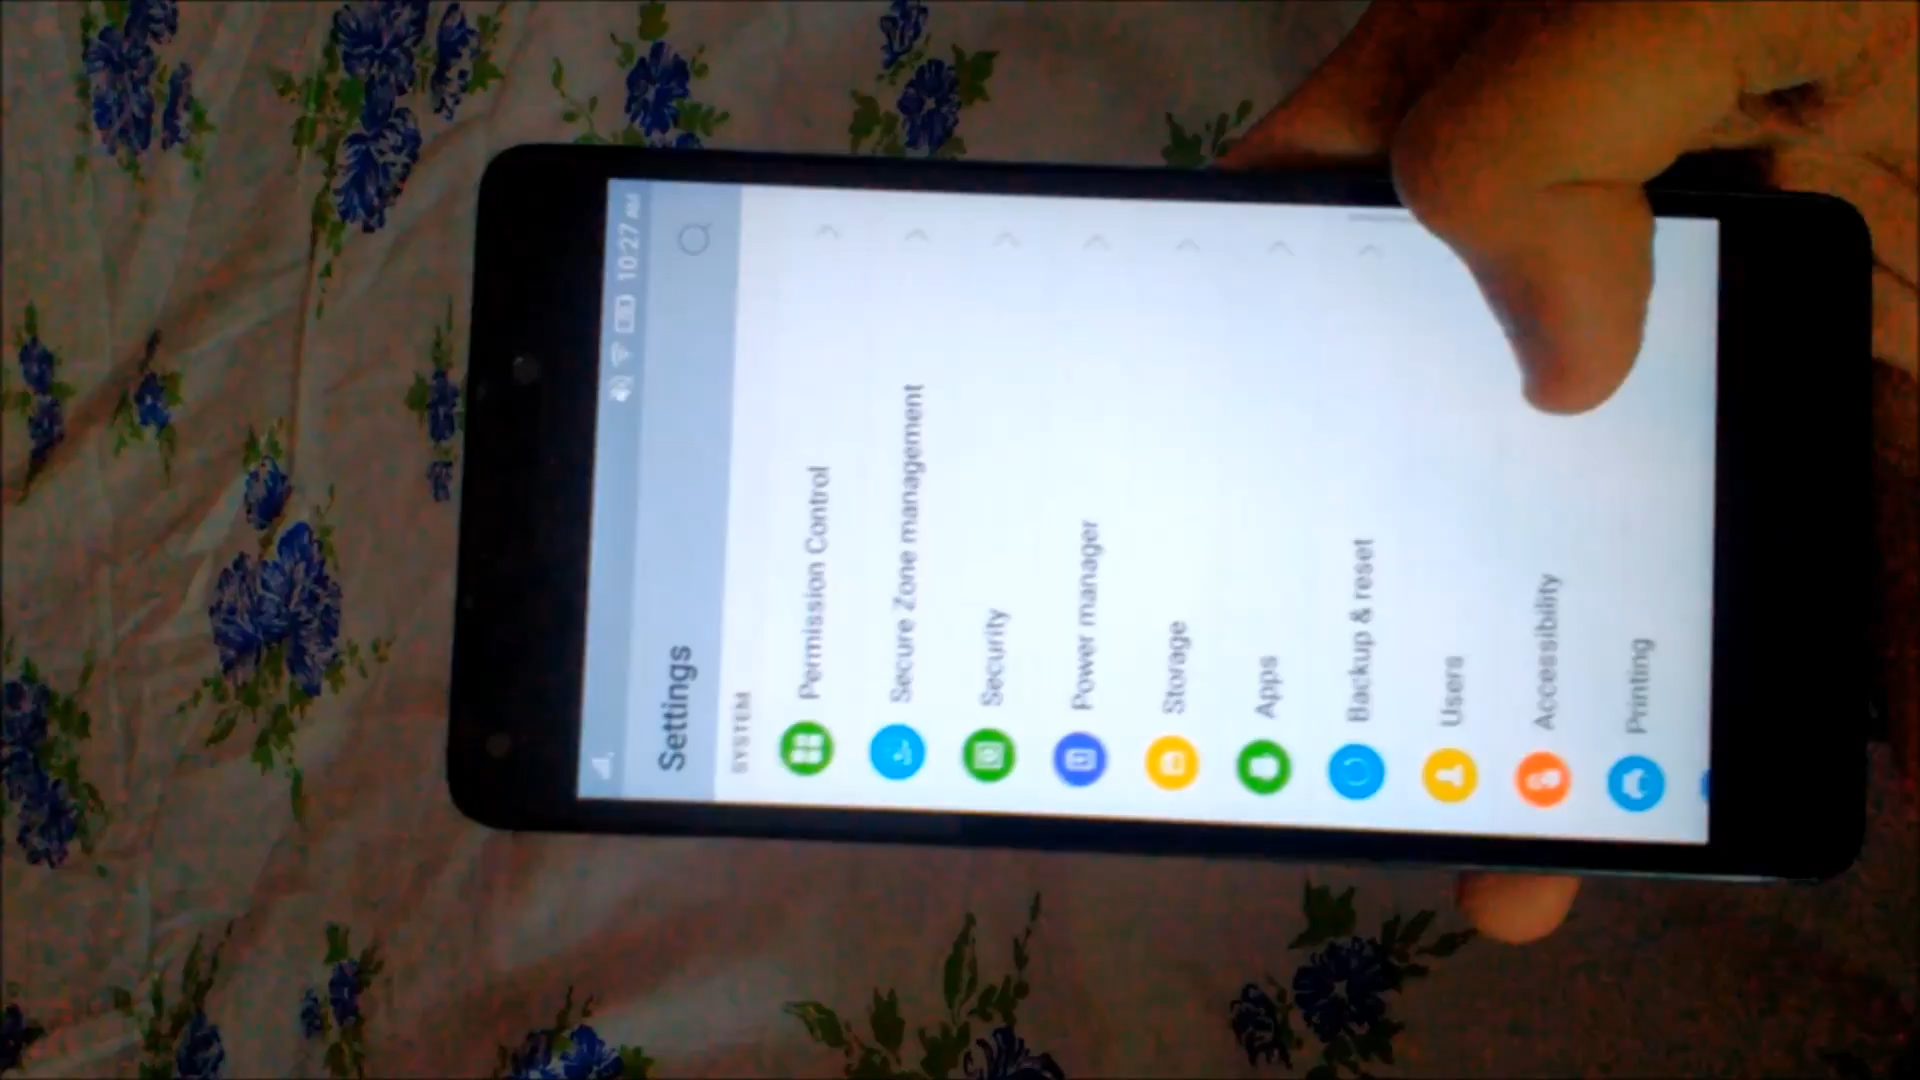 10:27 AM
Settings
SYSTEM
Permission Control
Secure Zone management
Security
Power manager
Storage
Apps
Backup & reset
Users
Accessibility
Printing